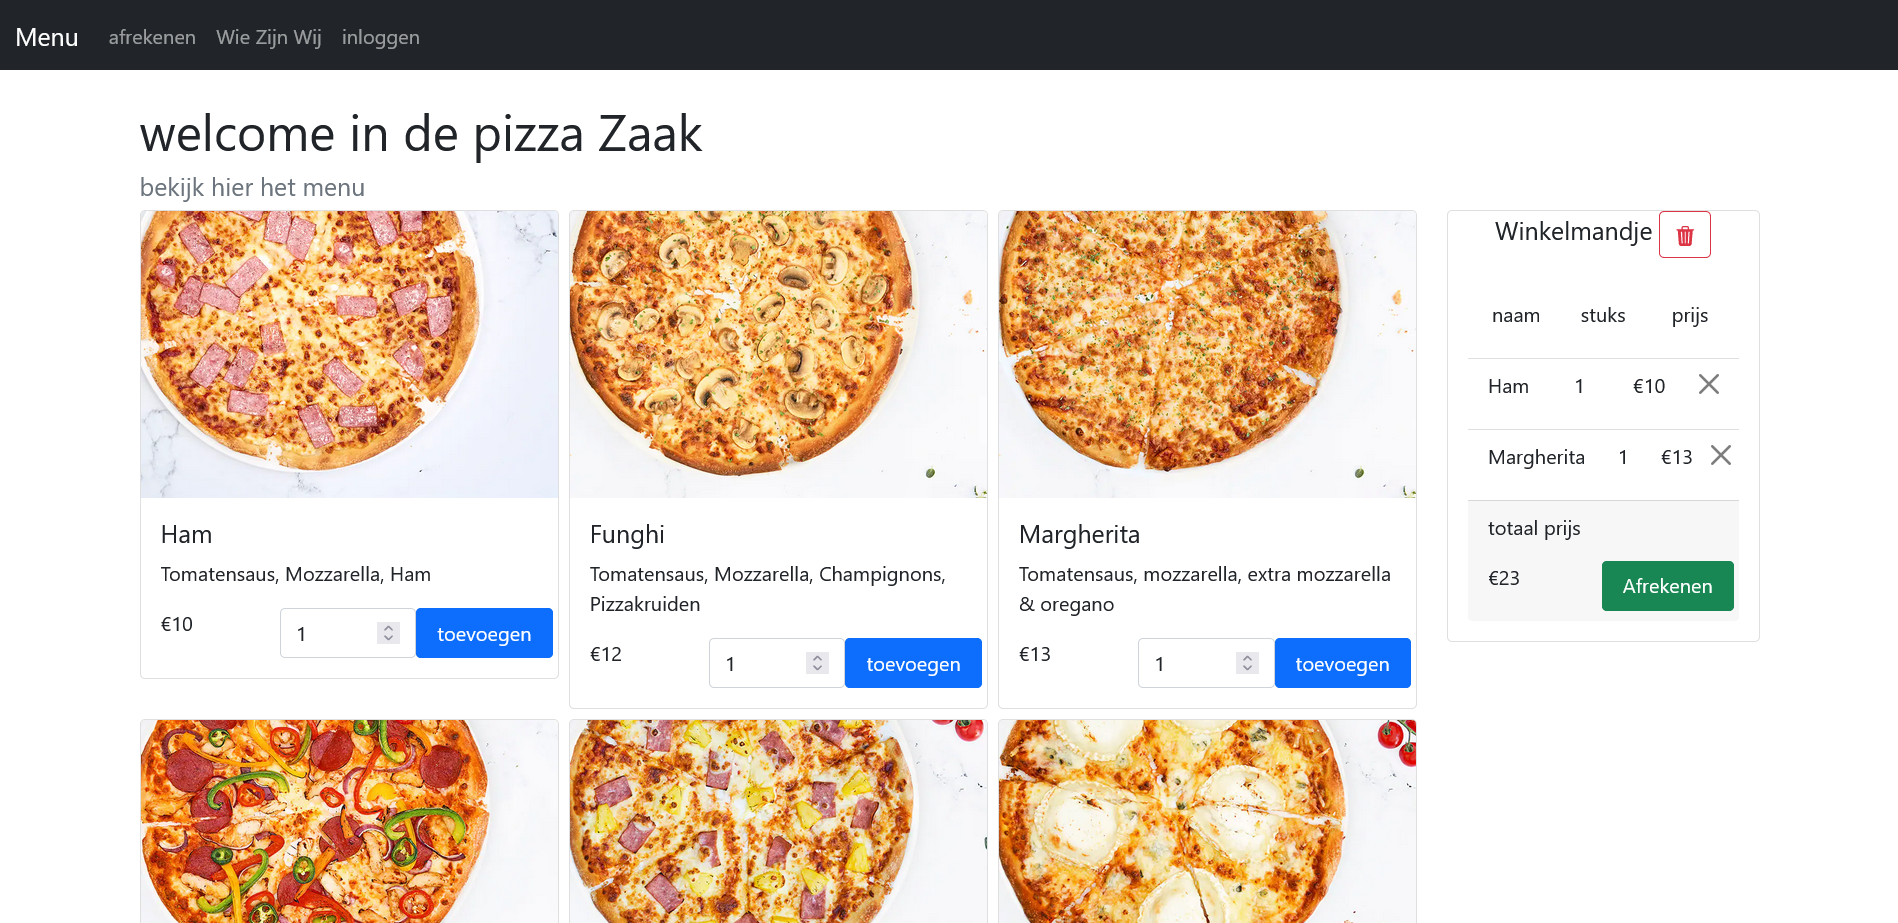 Menu afrekenen Wie Zijn Wij inloggen
welcome in de pizza Zaak
bekijk hier het menu
Ham
Tomatensaus, Mozzarella, Ham
€10 1 toevoegen
Funghi
Tomatensaus, Mozzarella, Champignons,
Pizzakruiden
€12 1 toevoegen
Margherita
Tomatensaus, mozzarella, extra mozzarella
& oregano
€13 1 toevoegen
Winkelmandje
naam stuks prijs
Ham 1 €10
Margherita 1 €13
totaal prijs
€23 Afrekenen